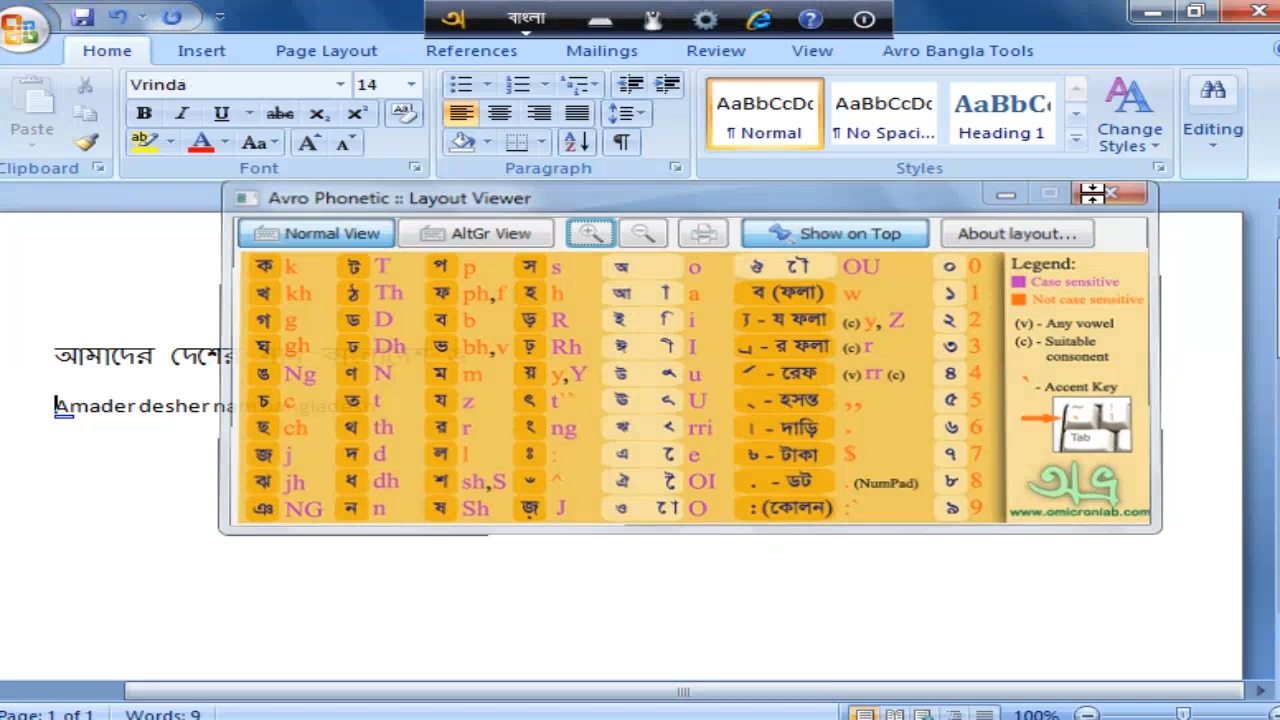 অ বাংলা
Home Insert Page Layout References Mailings Review View Avro Bangla Tools
Vrinda 14
AaBbCcDc AaBbCcDc AaBbC
Paste
B I U abc x₂ x²
¶ Normal ¶ No Spaci... Heading 1
Change Styles
Editing
ab A Aa A A
Clipboard Font Paragraph Styles
Avro Phonetic :: Layout Viewer
Normal View AltGr View Show on Top About layout...
ক k ট T প p স s অ o ঔ ৌ OU ০ 0
খ kh ঠ Th ফ ph,f হ h আ া a ব (ফলা) w ১ 1
গ g ড D ব b ড় R ই ি i ্য - য ফলা (c) y, Z ২ 2
ঘ gh ঢ Dh ভ bh,v ঢ় Rh ঈ ী I ্র - র ফলা (c) r ৩ 3
ঙ Ng ণ N ম m য় y,Y উ ু u র্ - রেফ (v) rr (c) ৪ 4
চ c ত t য z ৎ t`` ঊ ূ U ্ - হসন্ত ,, ৫ 5
ছ ch থ th র r ং ng ঋ ৃ rri । - দাড়ি . ৬ 6
জ j দ d ল l ঃ : এ ে e ৳ - টাকা $ ৭ 7
ঝ jh ধ dh শ sh,S ঁ ^ ঐ ৈ OI . - ডট . (NumPad) ৮ 8
ঞ NG ন n ষ Sh জ় J ও ো O : (কোলন) :` ৯ 9
Legend:
Case sensitive
Not case sensitive
(v) - Any vowel
(c) - Suitable
consonent
` - Accent Key
Tab
অভ্র
www.omicronlab.com
আমাদের দেশের
Amader desher nam bangladesh
Page: 1 of 1 Words: 9 100%